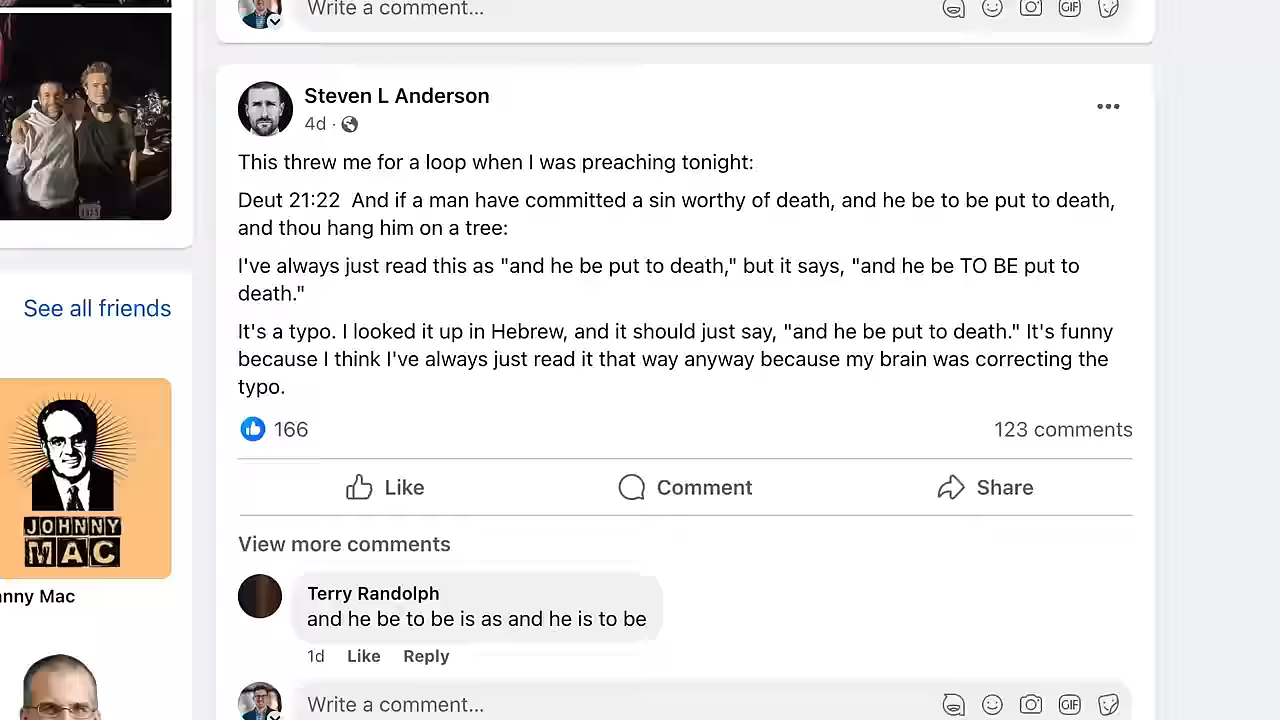 Write a comment...
GIF
Steven L Anderson
4d ·
This threw me for a loop when I was preaching tonight:
Deut 21:22 And if a man have committed a sin worthy of death, and he be to be put to death,
and thou hang him on a tree:
I've always just read this as "and he be put to death," but it says, "and he be TO BE put to
death."
It's a typo. I looked it up in Hebrew, and it should just say, "and he be put to death." It's funny
because I think I've always just read it that way anyway because my brain was correcting the
typo.
166
123 comments
Like
Comment
Share
View more comments
Terry Randolph
and he be to be is as and he is to be
1d Like Reply
Write a comment...
GIF
See all friends
JOHNNY
MAC
nny Mac